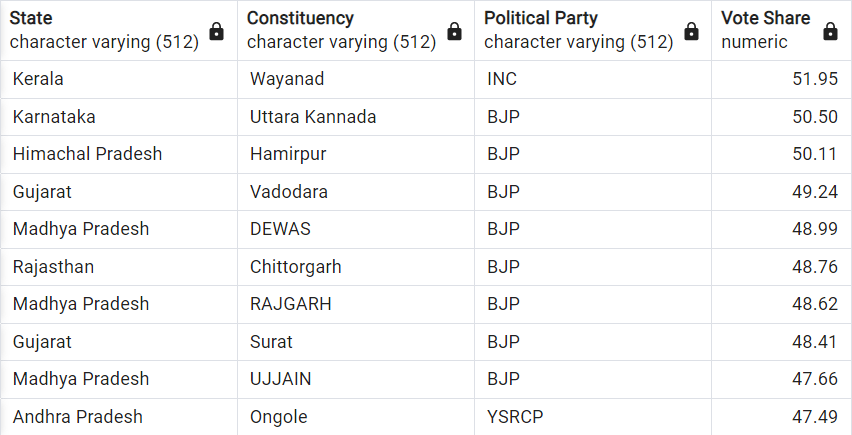 State Constituency Political Party Vote Share
character varying (512) character varying (512) character varying (512) numeric
Kerala Wayanad INC 51.95
Karnataka Uttara Kannada BJP 50.50
Himachal Pradesh Hamirpur BJP 50.11
Gujarat Vadodara BJP 49.24
Madhya Pradesh DEWAS BJP 48.99
Rajasthan Chittorgarh BJP 48.76
Madhya Pradesh RAJGARH BJP 48.62
Gujarat Surat BJP 48.41
Madhya Pradesh UJJAIN BJP 47.66
Andhra Pradesh Ongole YSRCP 47.49